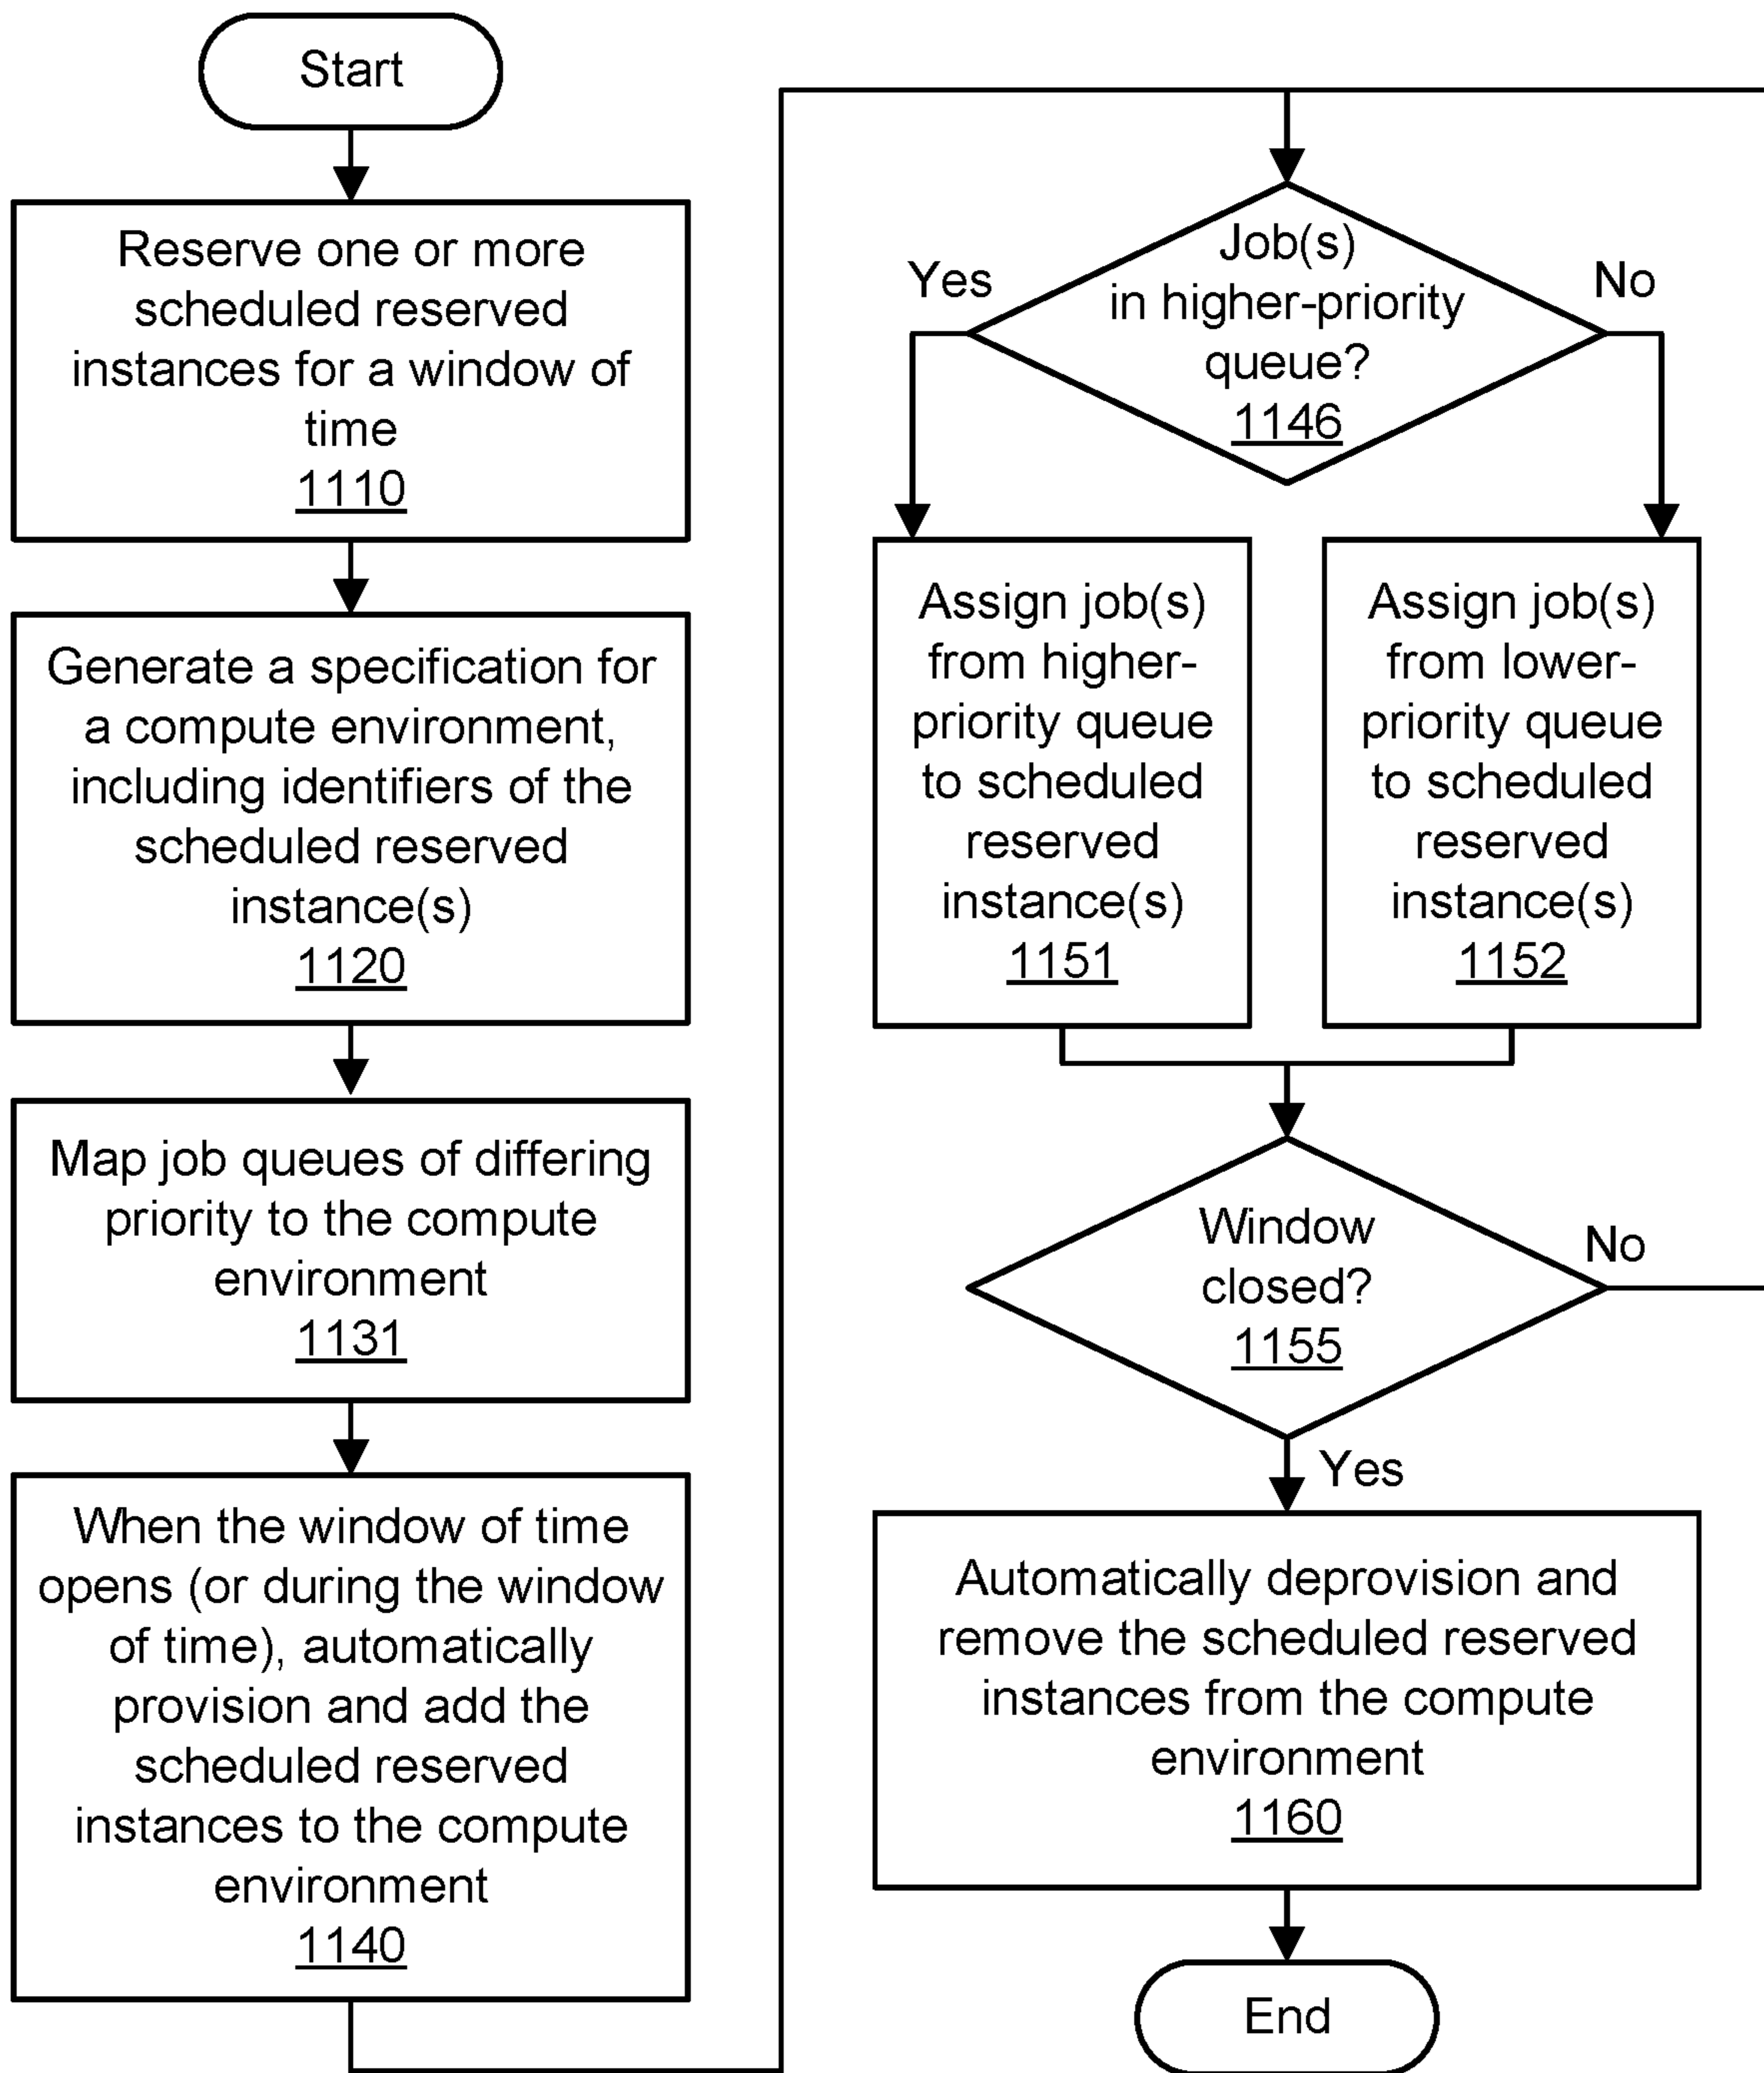 Start
Reserve one or more
scheduled reserved
instances for a window of
time
1110
Generate a specification for
a compute environment,
including identifiers of the
scheduled reserved
instance(s)
1120
Map job queues of differing
priority to the compute
environment
1131
When the window of time
opens (or during the window
of time), automatically
provision and add the
scheduled reserved
instances to the compute
environment
1140
Job(s)
in higher-priority
queue?
1146
Yes
No
Assign job(s)
from higher-
priority queue
to scheduled
reserved
instance(s)
1151
Assign job(s)
from lower-
priority queue
to scheduled
reserved
instance(s)
1152
Window
closed?
1155
No
Yes
Automatically deprovision and
remove the scheduled reserved
instances from the compute
environment
1160
End